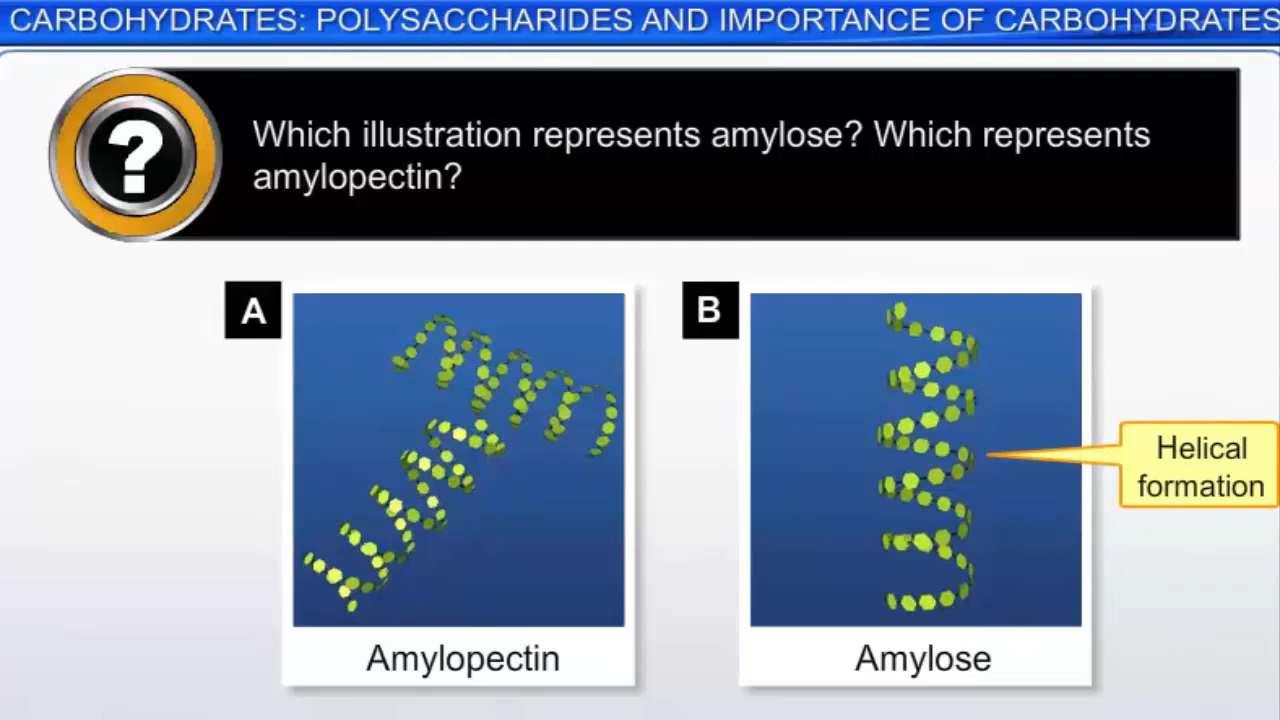 CARBOHYDRATES: POLYSACCHARIDES AND IMPORTANCE OF CARBOHYDRATES
?
Which illustration represents amylose? Which represents
amylopectin?
A
B
Helical
formation
Amylopectin
Amylose